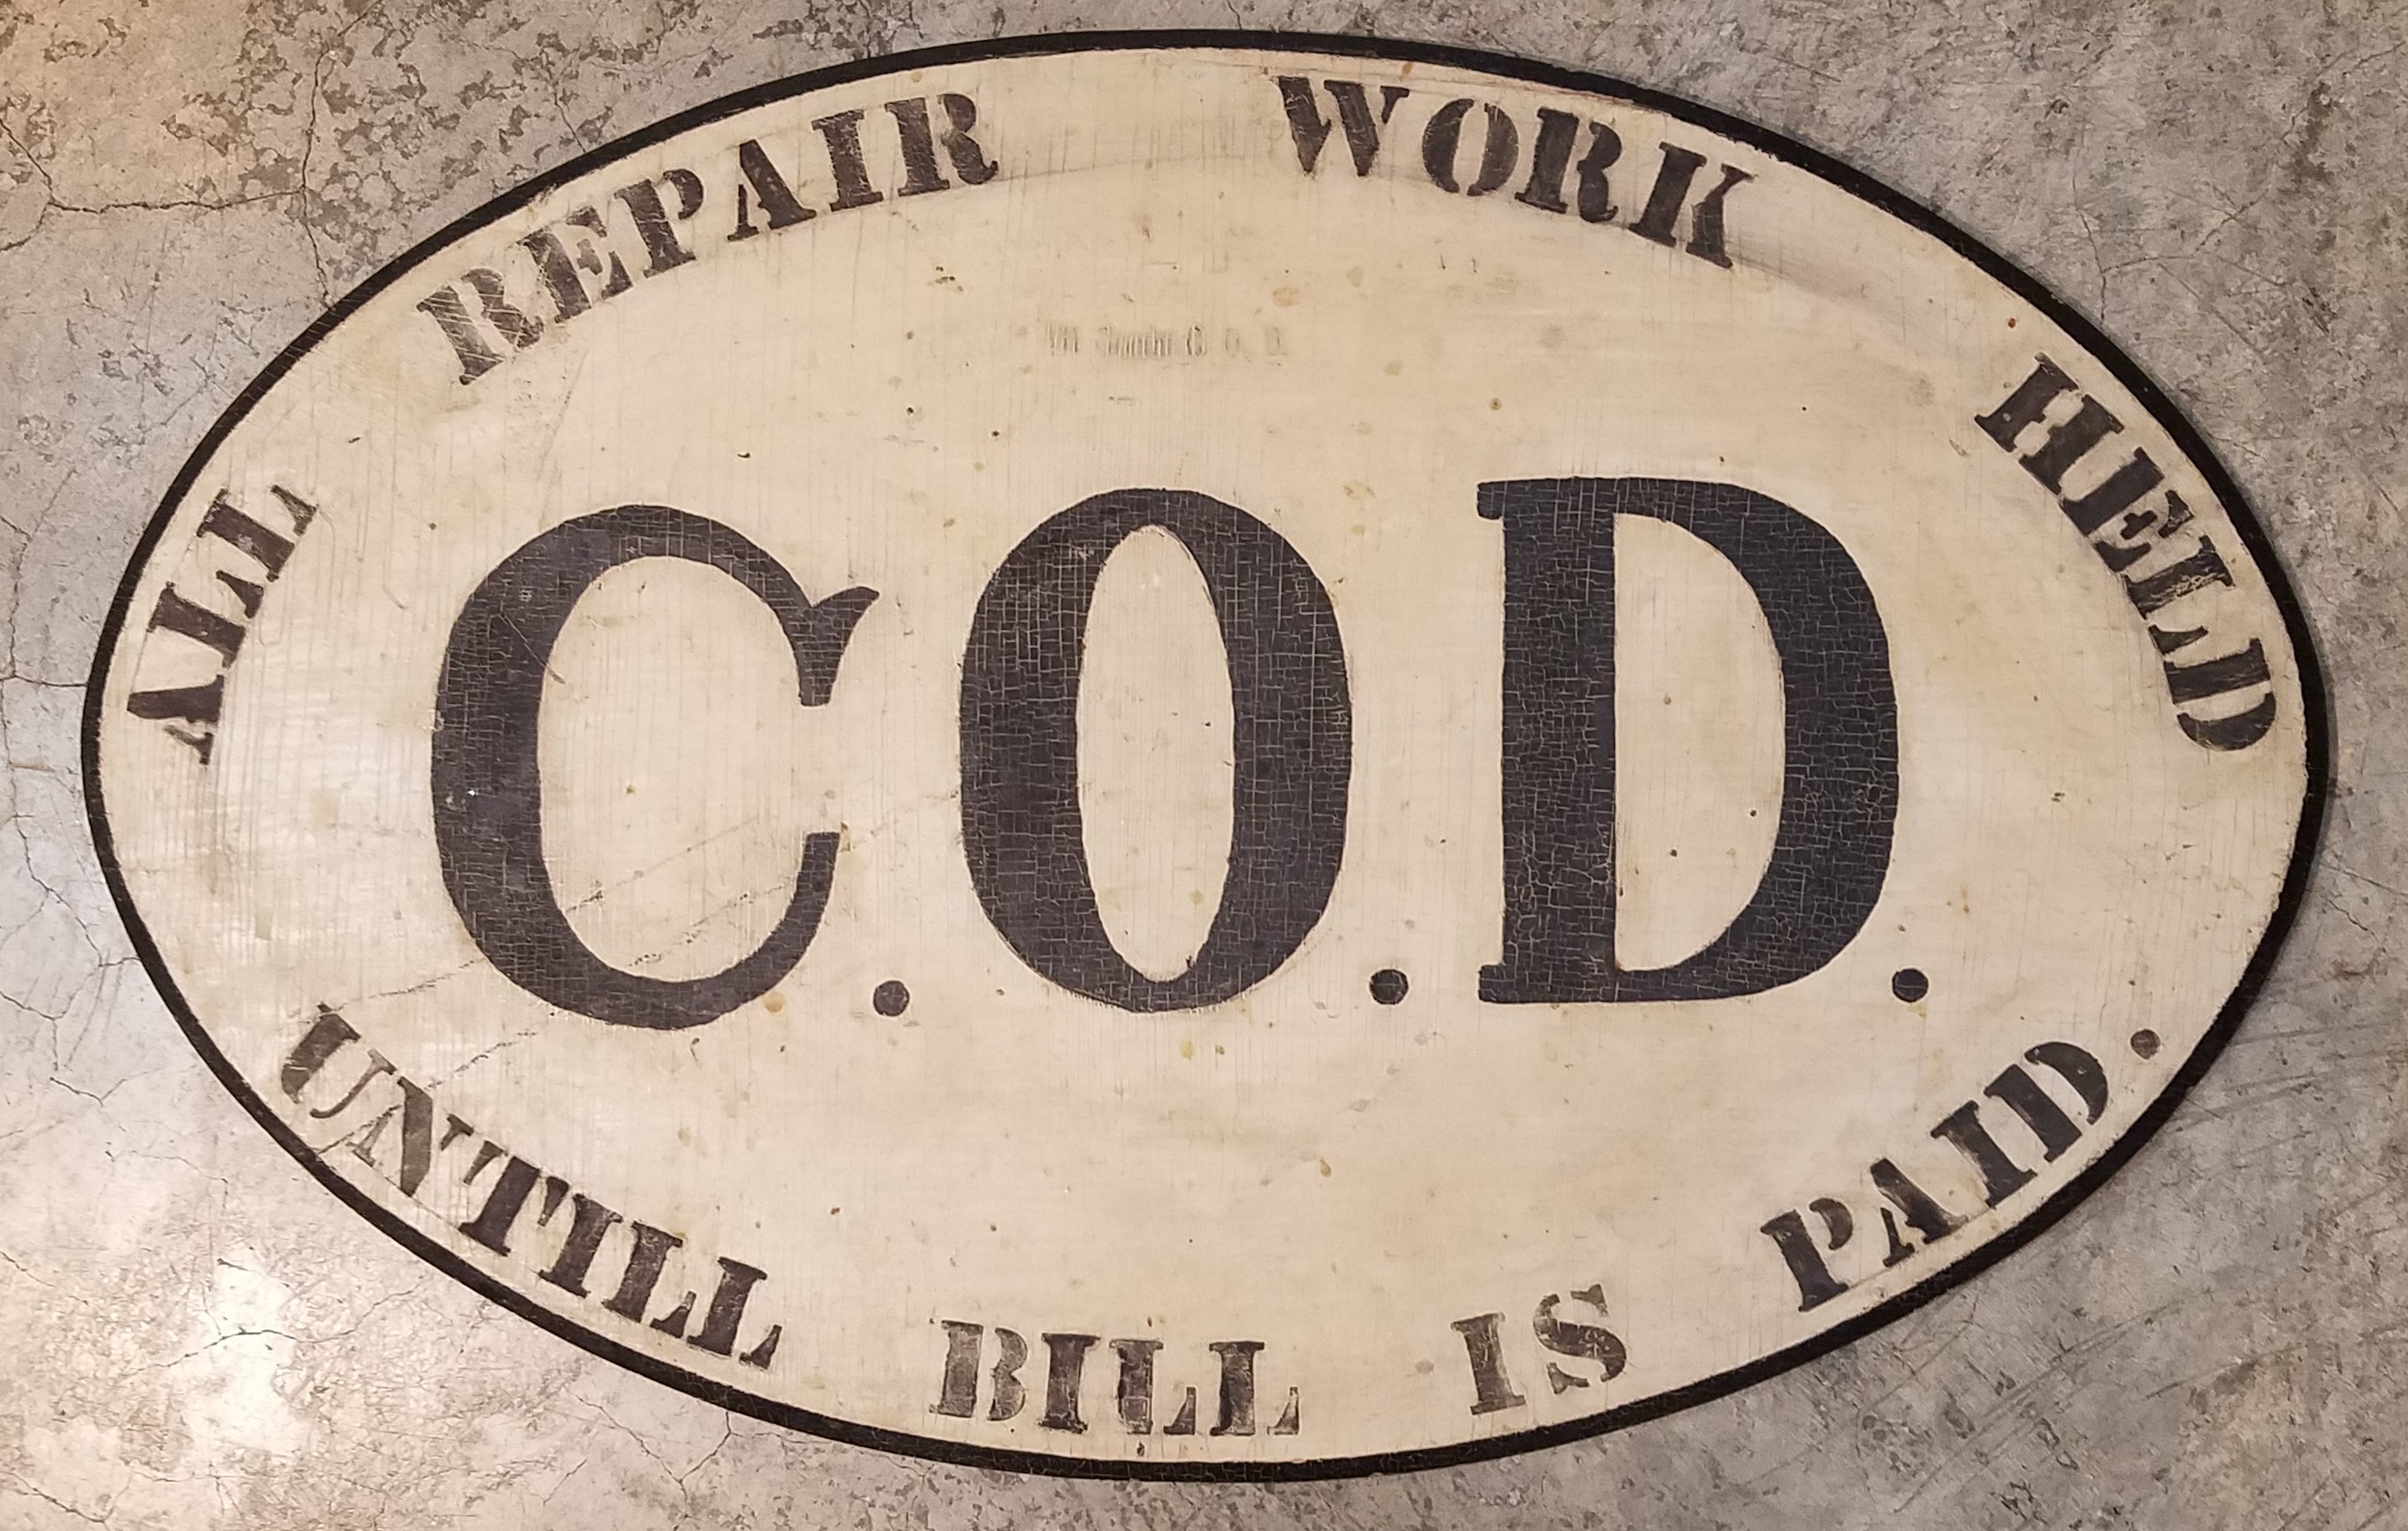 ALL REPAIR WORK HELD
C.O.D.
UNTILL BILL IS PAID.